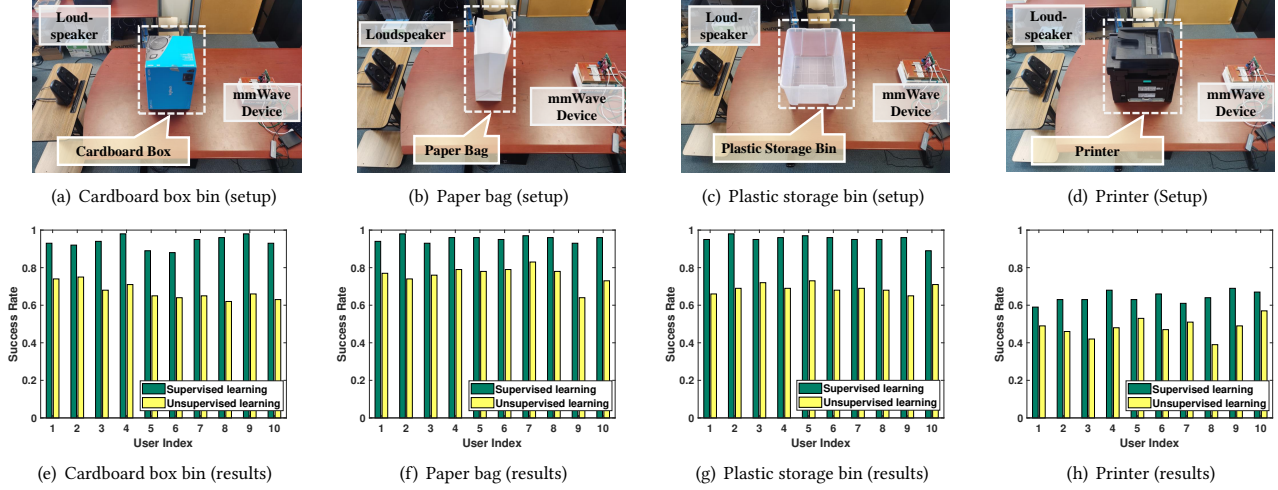 Loud-
speaker
mmWave
Device
Cardboard Box
Loudspeaker
mmWave
Device
Paper Bag
Loud-
speaker
mmWave
Device
Plastic Storage Bin
Loud-
speaker
mmWave
Device
Printer
(a) Cardboard box bin (setup)
(b) Paper bag (setup)
(c) Plastic storage bin (setup)
(d) Printer (Setup)
Success Rate
1
0.8
0.6
0.4
0.2
0
Supervised learning
Unsupervised learning
1 2 3 4 5 6 7 8 9 10
User Index
Success Rate
1
0.8
0.6
0.4
0.2
0
Supervised learning
Unsupervised learning
1 2 3 4 5 6 7 8 9 10
User Index
Success Rate
1
0.8
0.6
0.4
0.2
0
Supervised learning
Unsupervised learning
1 2 3 4 5 6 7 8 9 10
User Index
Success Rate
1
0.8
0.6
0.4
0.2
0
Supervised learning
Unsupervised learning
1 2 3 4 5 6 7 8 9 10
User Index
(e) Cardboard box bin (results)
(f) Paper bag (results)
(g) Plastic storage bin (results)
(h) Printer (results)